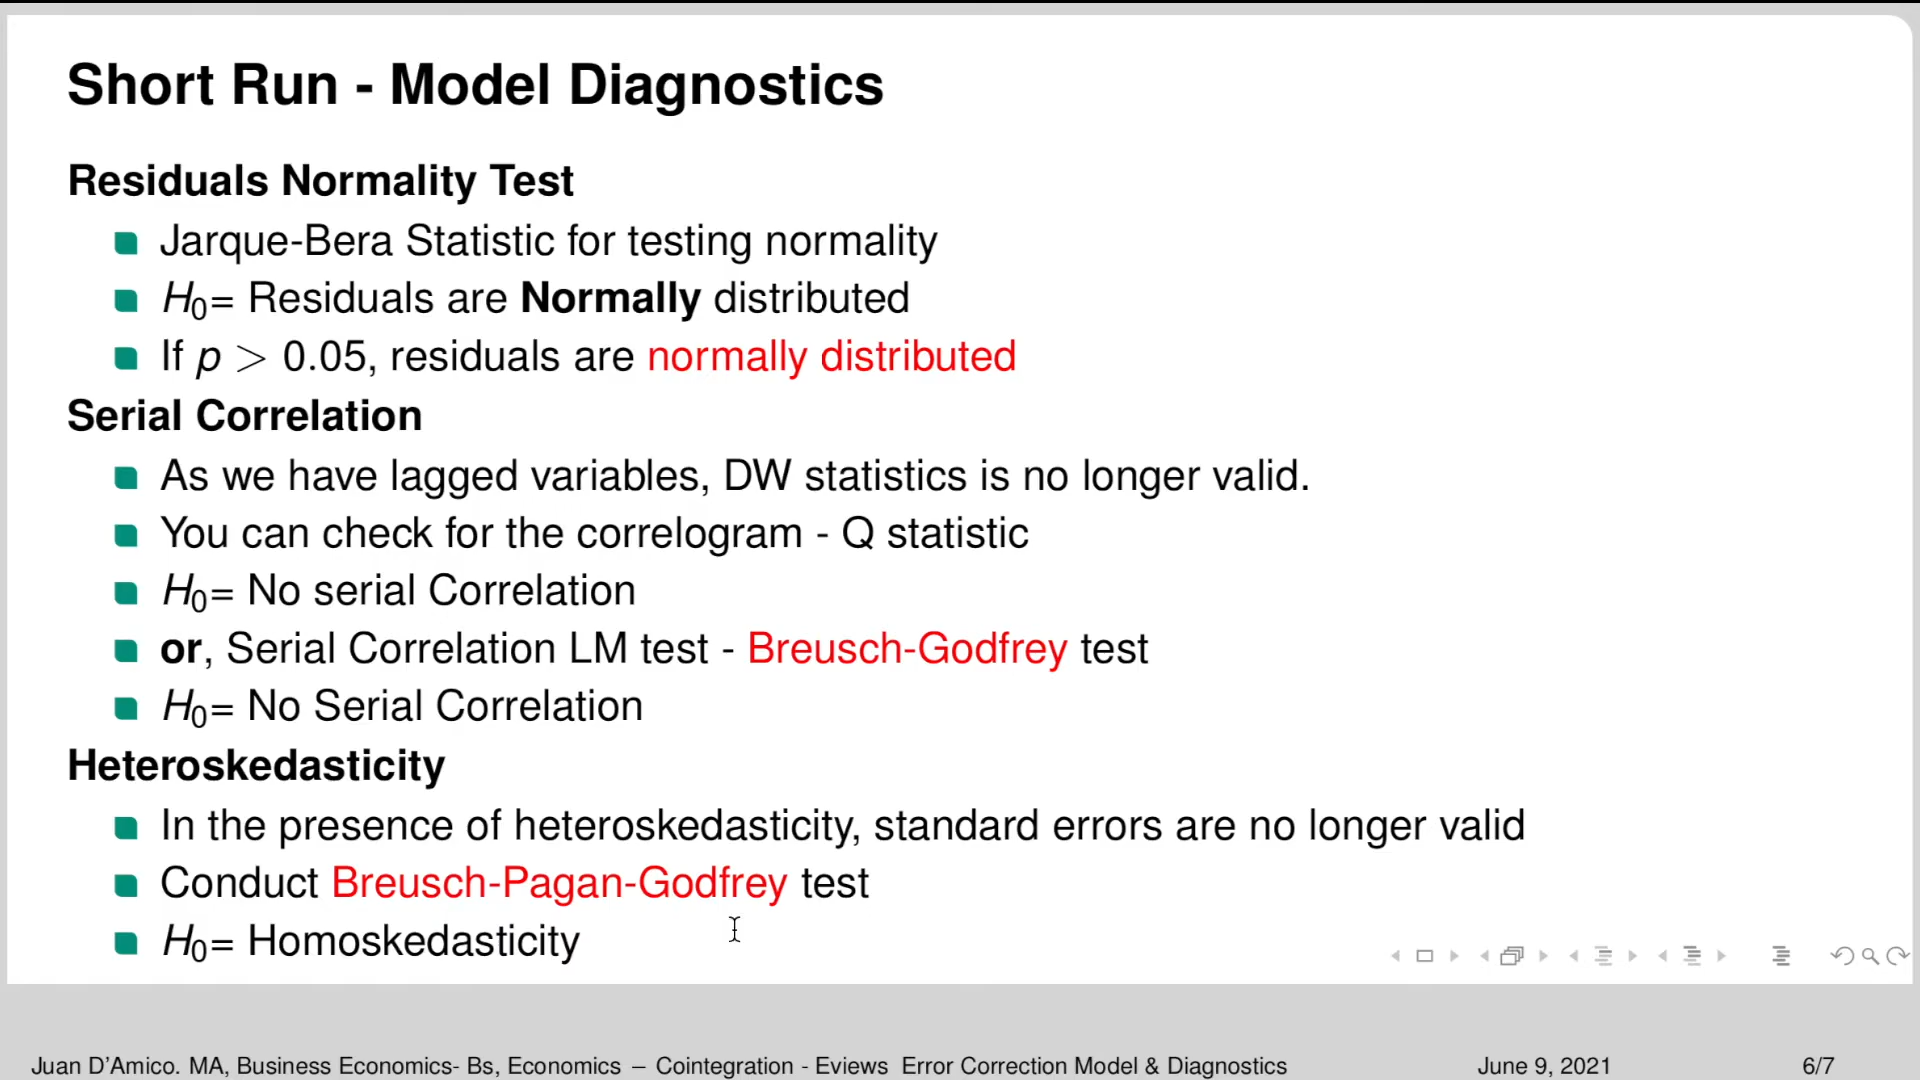 Short Run - Model Diagnostics
Residuals Normality Test
Jarque-Bera Statistic for testing normality
H₀= Residuals are Normally distributed
If p > 0.05, residuals are normally distributed
Serial Correlation
As we have lagged variables, DW statistics is no longer valid.
You can check for the correlogram - Q statistic
H₀= No serial Correlation
or, Serial Correlation LM test - Breusch-Godfrey test
H₀= No Serial Correlation
Heteroskedasticity
In the presence of heteroskedasticity, standard errors are no longer valid
Conduct Breusch-Pagan-Godfrey test
H₀= Homoskedasticity
Juan D'Amico. MA, Business Economics- Bs, Economics – Cointegration - Eviews Error Correction Model & Diagnostics June 9, 2021 6/7